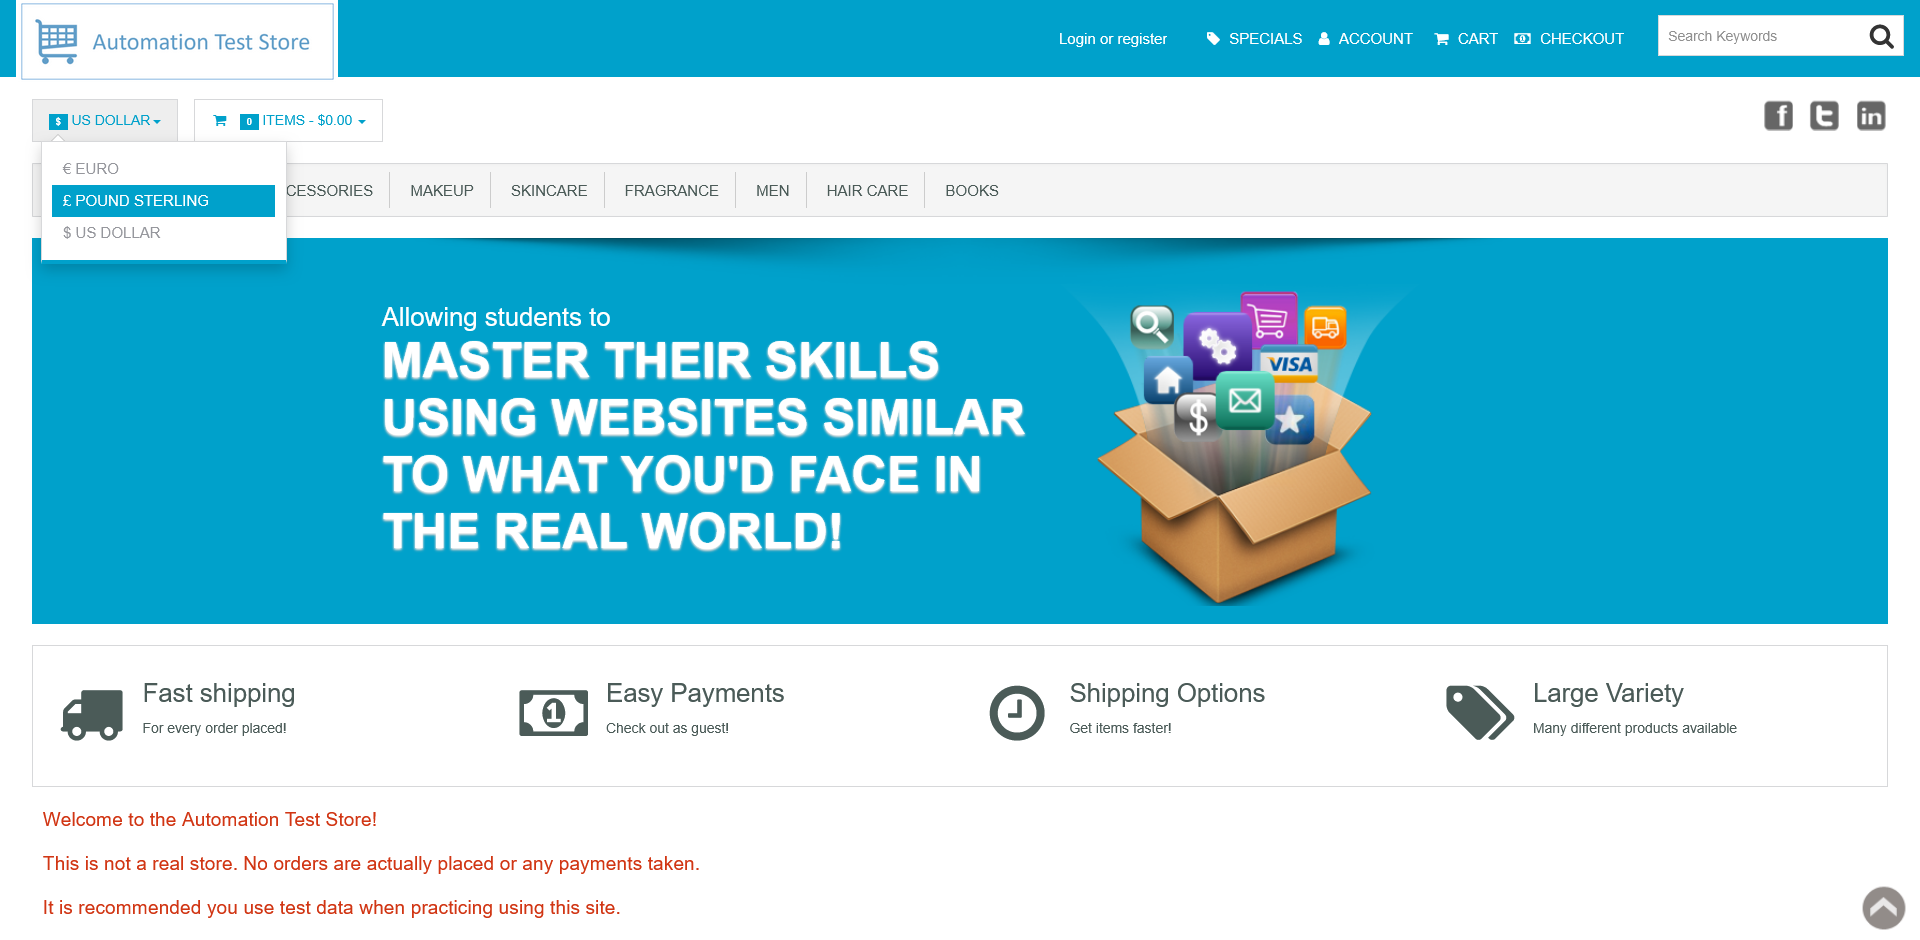 Automation Test Store
Login or register
SPECIALS
ACCOUNT
CART
CHECKOUT
Search Keywords
$ US DOLLAR
0 ITEMS - $0.00
f
t
in
€ EURO
£ POUND STERLING
$ US DOLLAR
CESSORIES
MAKEUP
SKINCARE
FRAGRANCE
MEN
HAIR CARE
BOOKS
Allowing students to
MASTER THEIR SKILLS
USING WEBSITES SIMILAR
TO WHAT YOU'D FACE IN
THE REAL WORLD!
VISA
$
Fast shipping
For every order placed!
1
Easy Payments
Check out as guest!
Shipping Options
Get items faster!
Large Variety
Many different products available
Welcome to the Automation Test Store!
This is not a real store. No orders are actually placed or any payments taken.
It is recommended you use test data when practicing using this site.